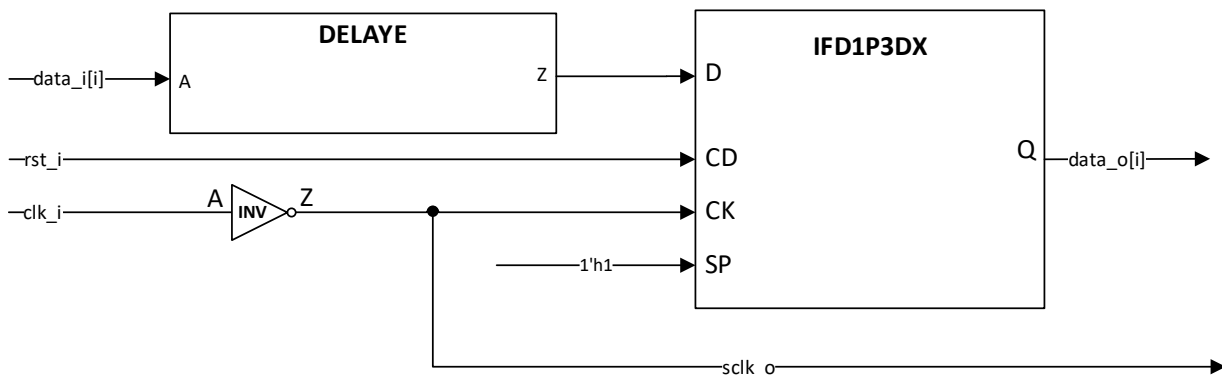 DELAYE
IFD1P3DX
data_i[i]
A
Z
D
rst_i
CD
Q
data_o[i]
clk_i
A
INV
Z
CK
1'h1
SP
sclk_o